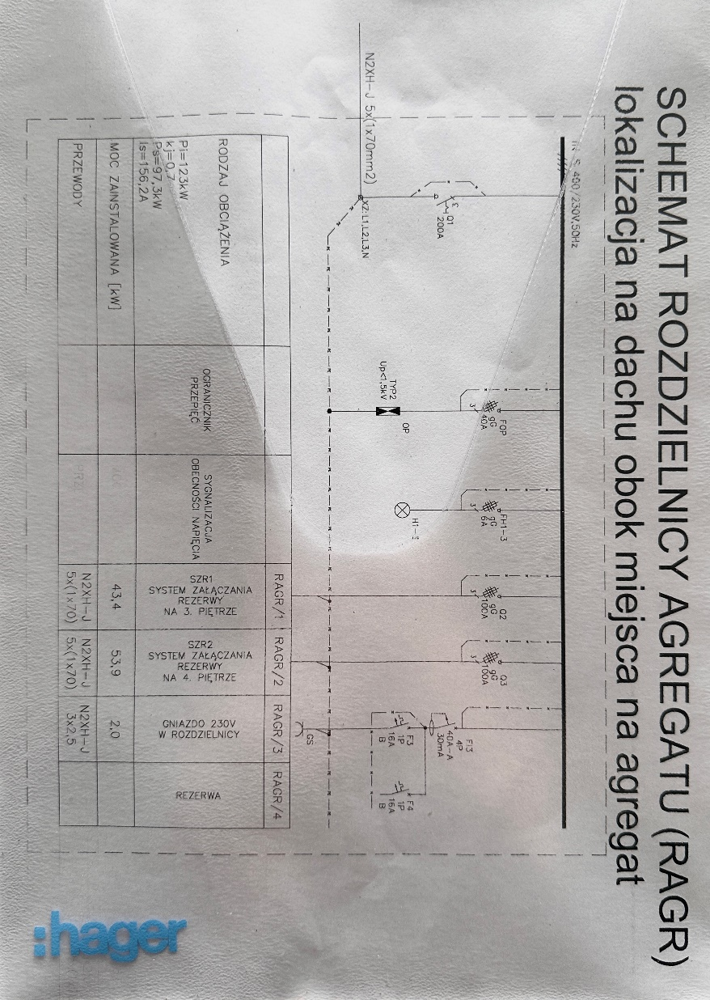 SCHEMAT ROZDZIELNICY AGREGATU (RAGR)
lokalizacja na dachu obok miejsca na agregat
400/230V,50Hz
Q1
200A
N2XH-J 5x(1x70mm2)
XZ: L1,L2,L3,N
FOP
gG
40A
TYP2
Up<1,5kV
OP
FH1-3
gG
6A
Q2
gG
100A
Q3
gG
100A
FI3
4P
40A-A
30mA
F3
1P
16A
B
F4
1P
16A
B
GS
RAGR/1
RAGR/2
RAGR/3
RAGR/4
RODZAJ OBCIĄŻENIA
Pi=123kW
kj=0,7
Ps=97,3kW
Is=156,2A
OGRANICZNIK
PRZEPIĘĆ
SYGNALIZACJA
OBECNOŚCI NAPIĘCIA
SZR1
SYSTEM ZAŁĄCZANIA
REZERWY
NA 3. PIĘTRZE
SZR2
SYSTEM ZAŁĄCZANIA
REZERWY
NA 4. PIĘTRZE
GNIAZDO 230V
W ROZDZIELNICY
REZERWA
MOC ZAINSTALOWANA [kW]
43,4
53,9
2,0
PRZEWODY
N2XH-J
5x(1x70)
N2XH-J
5x(1x70)
N2XH-J
3x2,5
:hager